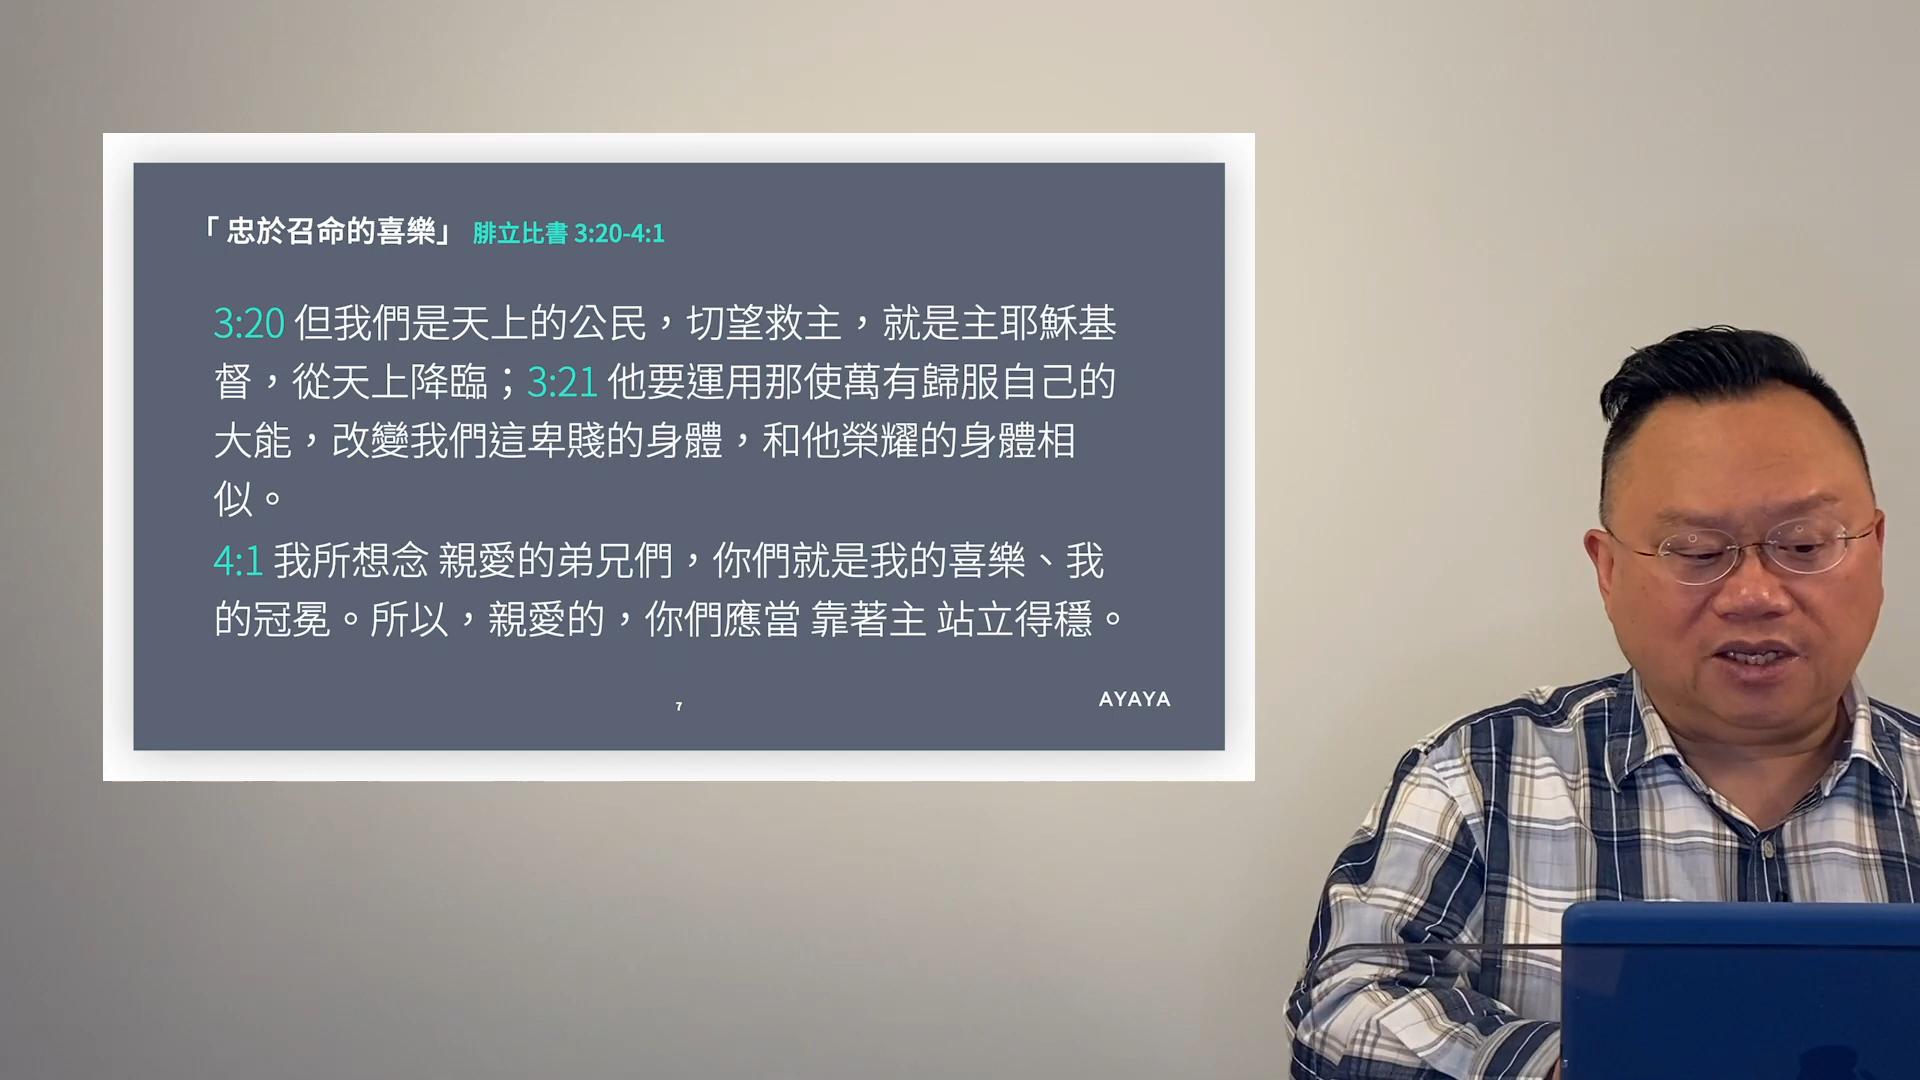 「忠於召命的喜樂」 腓立比書 3:20-4:1
3:20 但我們是天上的公民，切望救主，就是主耶穌基
督，從天上降臨；3:21 他要運用那使萬有歸服自己的
大能，改變我們這卑賤的身體，和他榮耀的身體相
似。
4:1 我所想念 親愛的弟兄們，你們就是我的喜樂、我
的冠冕。所以，親愛的，你們應當 靠著主 站立得穩。
7
AYAYA